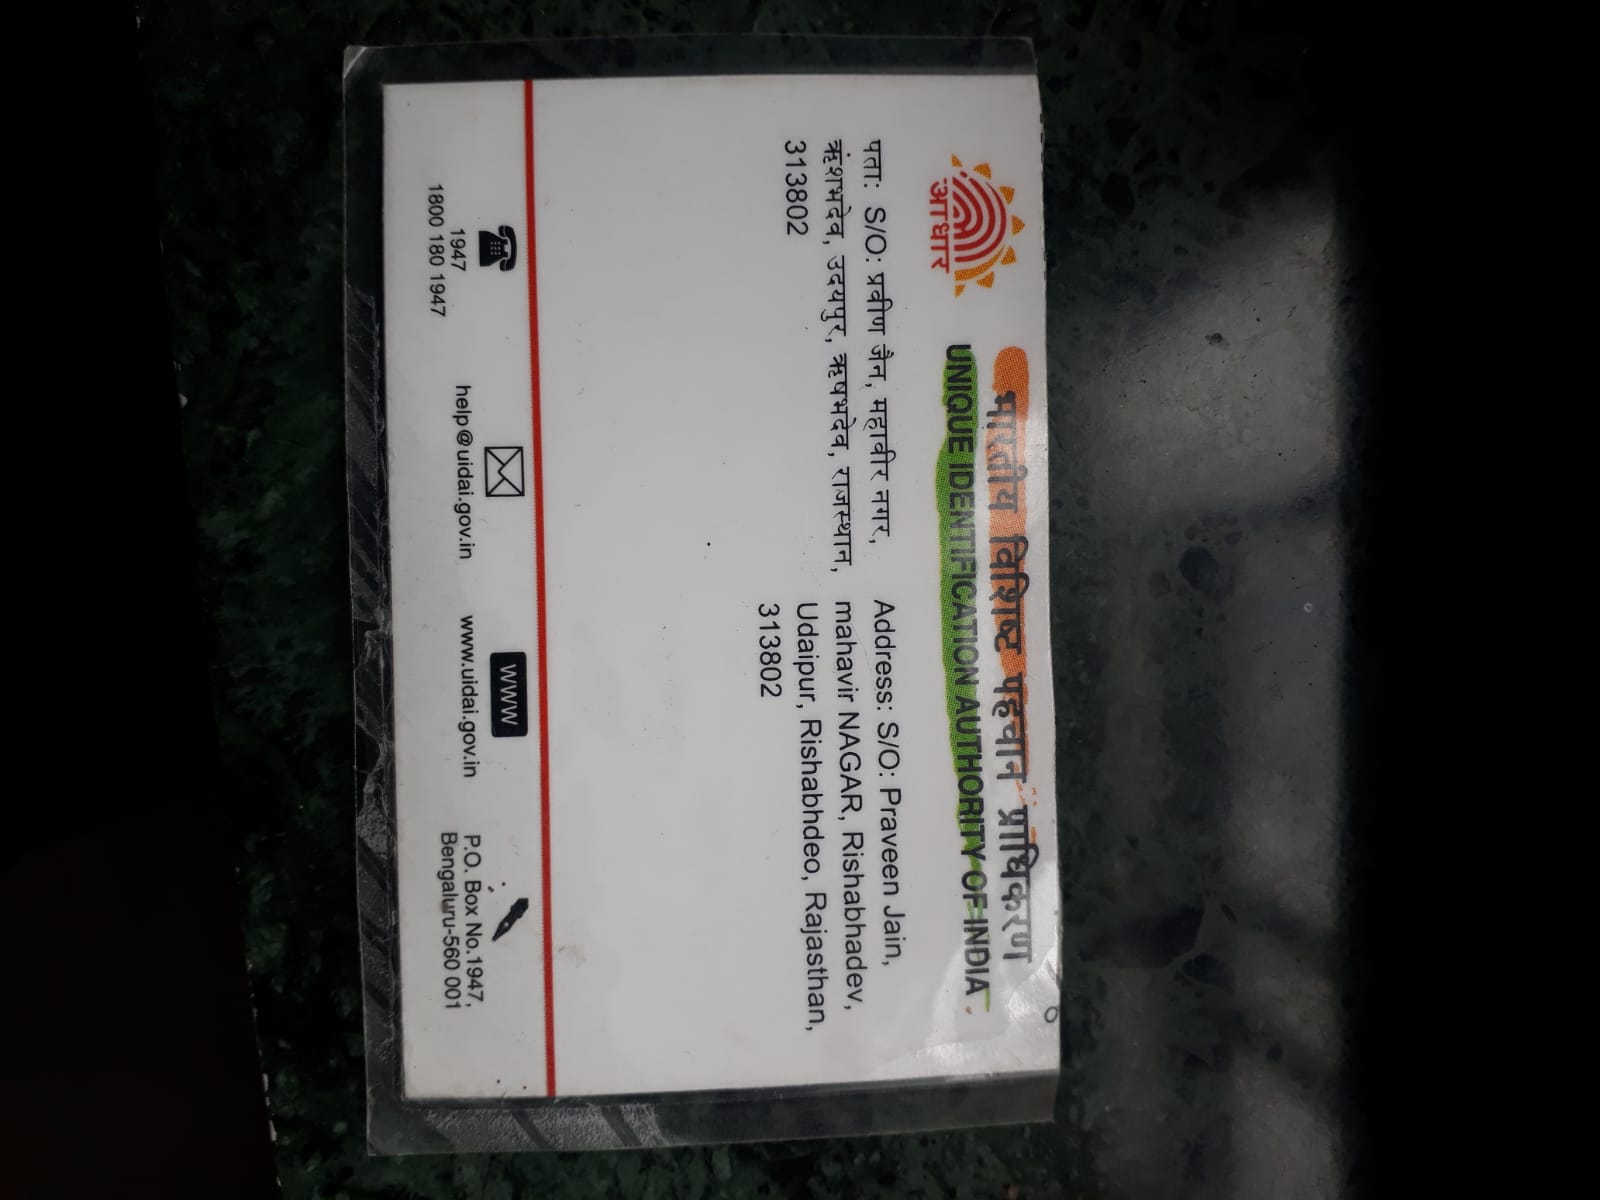 आधार
भारतीय विशिष्ट पहचान प्राधिकरण
UNIQUE IDENTIFICATION AUTHORITY OF INDIA
पता: S/O: प्रवीण जैन, महावीर नगर,
ऋंशभदेव, उदयपुर, ऋषभदेव, राजस्थान,
313802
Address: S/O: Praveen Jain,
mahavir NAGAR, Rishabhadev,
Udaipur, Rishabhdeo, Rajasthan,
313802
1947
1800 180 1947
help@uidai.gov.in
WWW
www.uidai.gov.in
P.O. Box No.1947,
Bengaluru-560 001